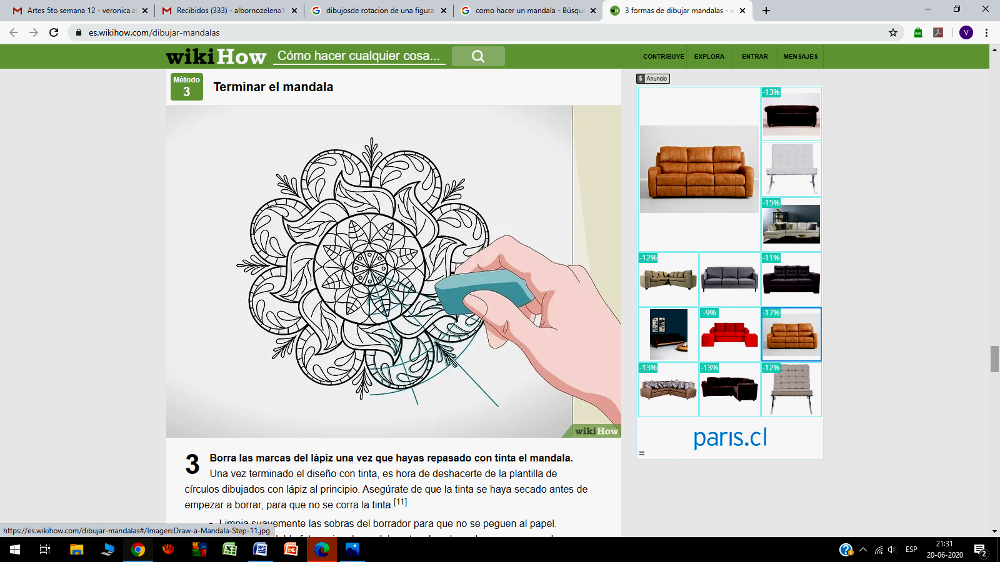 Artes 5to semana 12 - veronica.al
Recibidos (333) - albornozelena1
dibujosde rotacion de una figura
como hacer un mandala - Búsqu
3 formas de dibujar mandalas - w
es.wikihow.com/dibujar-mandalas
AVG
V
wikiHow
Cómo hacer cualquier cosa...
CONTRIBUYE
EXPLORA
ENTRAR
MENSAJES
Método
3
Terminar el mandala
$ Anuncio
-13%
-15%
-12%
-11%
-9%
-17%
-13%
-13%
-12%
paris.cl
wikiHow
3
Borra las marcas del lápiz una vez que hayas repasado con tinta el mandala.
Una vez terminado el diseño con tinta, es hora de deshacerte de la plantilla de
círculos dibujados con lápiz al principio. Asegúrate de que la tinta se haya secado antes de
empezar a borrar, para que no se corra la tinta.[11]
• Limpia suavemente las sobras del borrador para que no se peguen al papel.
https://es.wikihow.com/dibujar-mandalas#/Imagen:Draw-a-Mandala-Step-11.jpg
ESP
21:31
20-06-2020
2